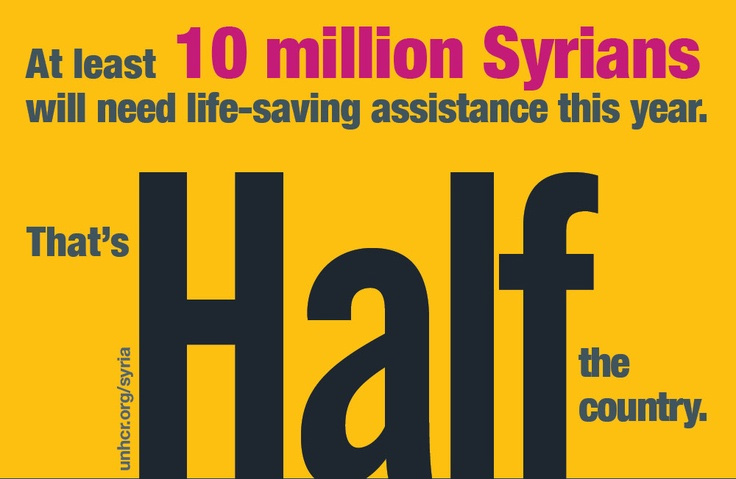 At least 10 million Syrians
will need life-saving assistance this year.
That's
Half
the
country.
unhcr.org/syria